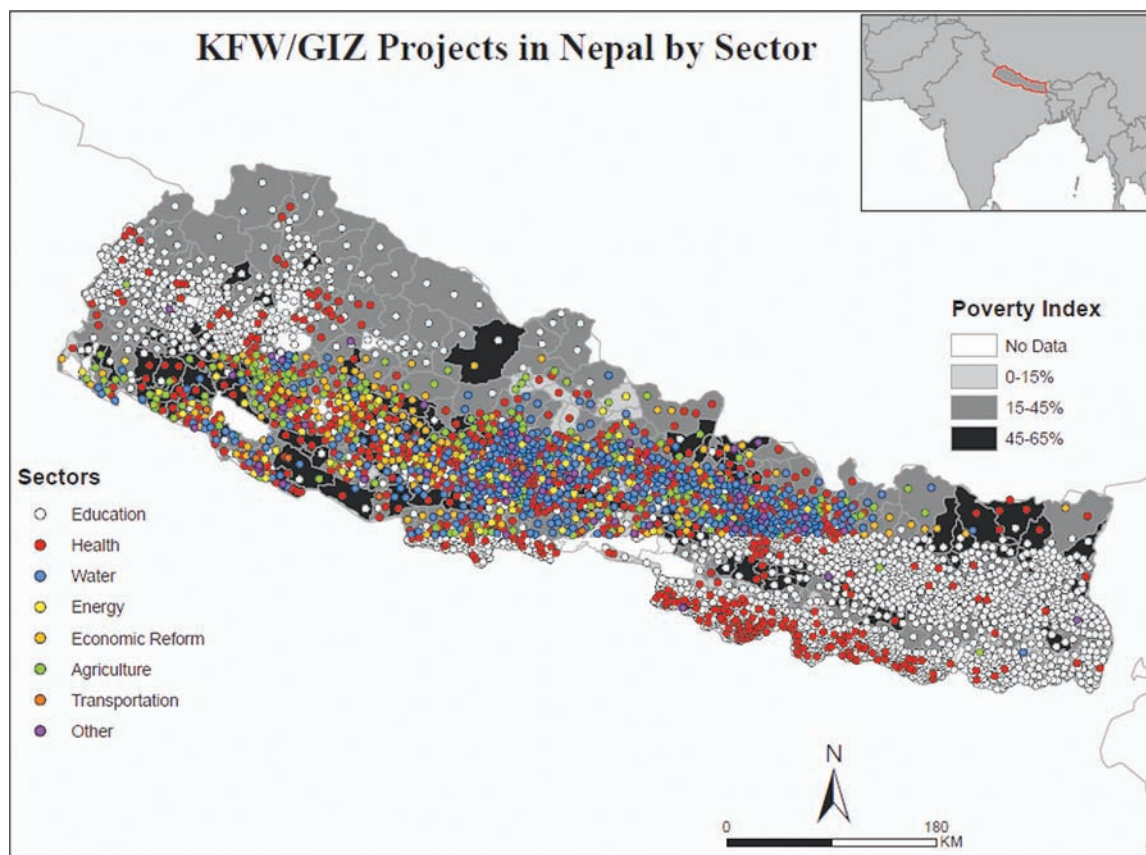 KFW/GIZ Projects in Nepal by Sector
Poverty Index
No Data
0-15%
15-45%
45-65%
Sectors
Education
Health
Water
Energy
Economic Reform
Agriculture
Transportation
Other
N
0 180
KM